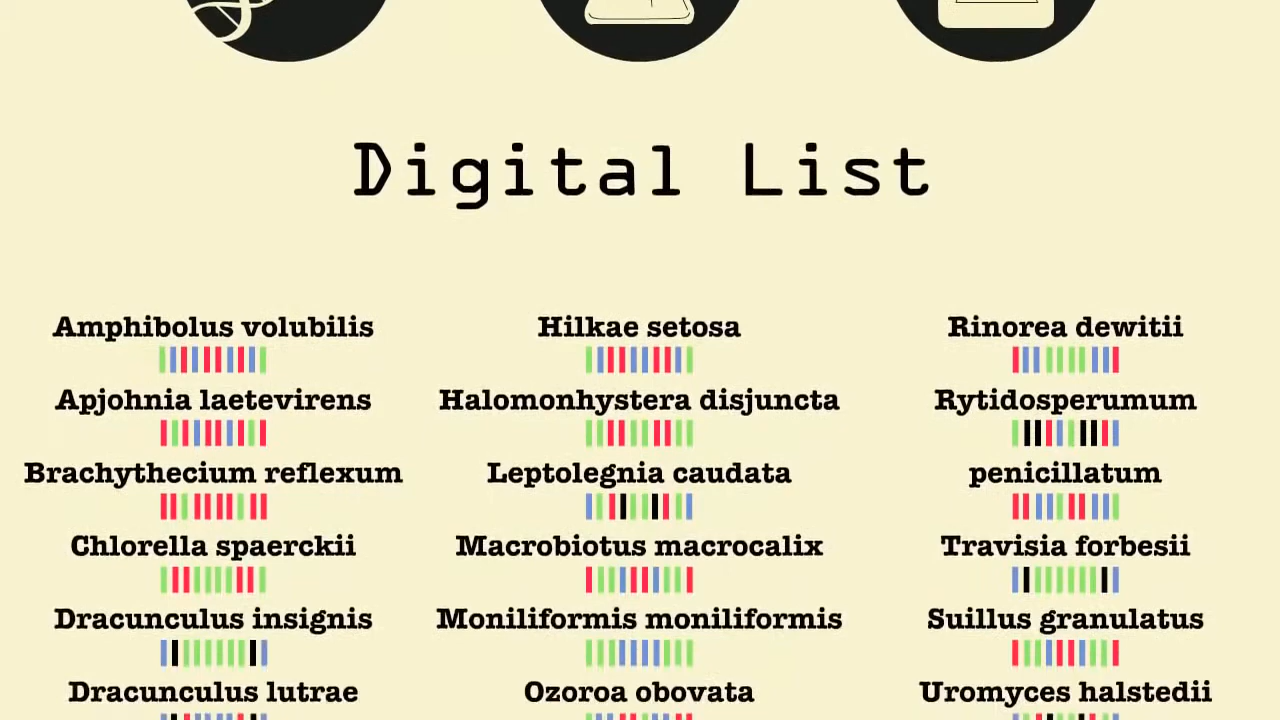 Digital List
Amphibolus volubilis
Apjohnia laetevirens
Brachythecium reflexum
Chlorella spaerckii
Dracunculus insignis
Dracunculus lutrae
Hilkae setosa
Halomonhystera disjuncta
Leptolegnia caudata
Macrobiotus macrocalix
Moniliformis moniliformis
Ozoroa obovata
Rinorea dewitii
Rytidosperumum
penicillatum
Travisia forbesii
Suillus granulatus
Uromyces halstedii